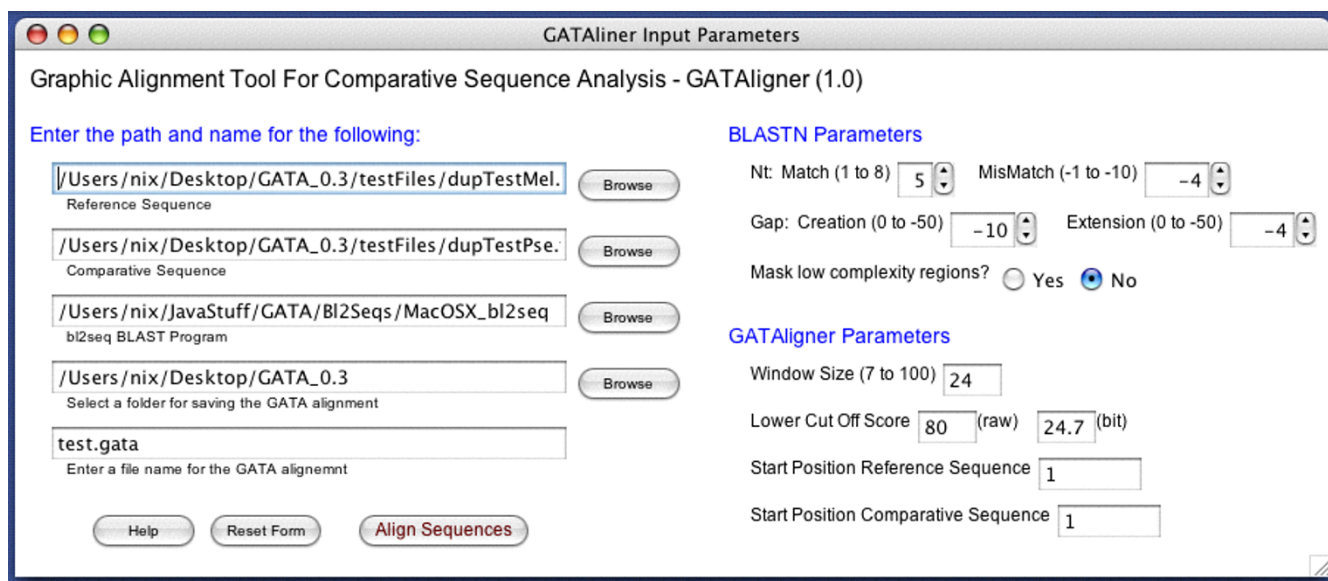 GATAliner Input Parameters
Graphic Alignment Tool For Comparative Sequence Analysis - GATAligner (1.0)
Enter the path and name for the following:
/Users/nix/Desktop/GATA_0.3/testFiles/dupTestMel. Browse
Reference Sequence
/Users/nix/Desktop/GATA_0.3/testFiles/dupTestPse. Browse
Comparative Sequence
/Users/nix/JavaStuff/GATA/Bl2Seqs/MacOSX_bl2seq Browse
bl2seq BLAST Program
/Users/nix/Desktop/GATA_0.3 Browse
Select a folder for saving the GATA alignment
test.gata
Enter a file name for the GATA alignemnt
Help Reset Form Align Sequences
BLASTN Parameters
Nt: Match (1 to 8) 5 MisMatch (-1 to -10) -4
Gap: Creation (0 to -50) -10 Extension (0 to -50) -4
Mask low complexity regions? Yes No
GATAligner Parameters
Window Size (7 to 100) 24
Lower Cut Off Score 80 (raw) 24.7 (bit)
Start Position Reference Sequence 1
Start Position Comparative Sequence 1